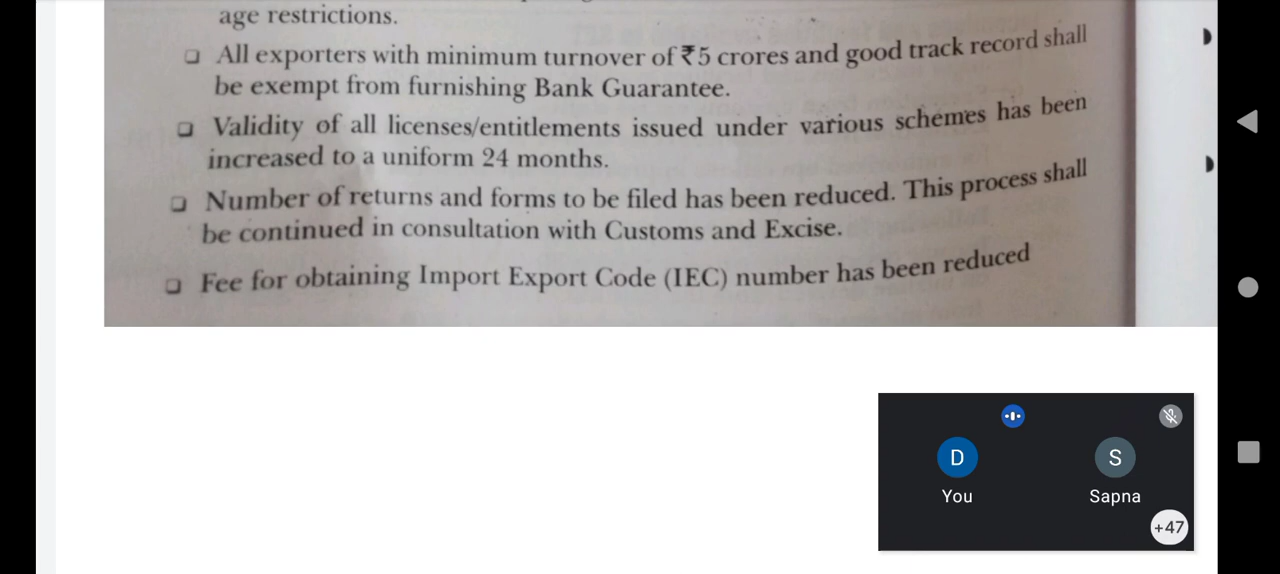 age restrictions.
❑ All exporters with minimum turnover of ₹5 crores and good track record shall
be exempt from furnishing Bank Guarantee.
❑ Validity of all licenses/entitlements issued under various schemes has been
increased to a uniform 24 months.
❑ Number of returns and forms to be filed has been reduced. This process shall
be continued in consultation with Customs and Excise.
❑ Fee for obtaining Import Export Code (IEC) number has been reduced
D
S
You
Sapna
+47